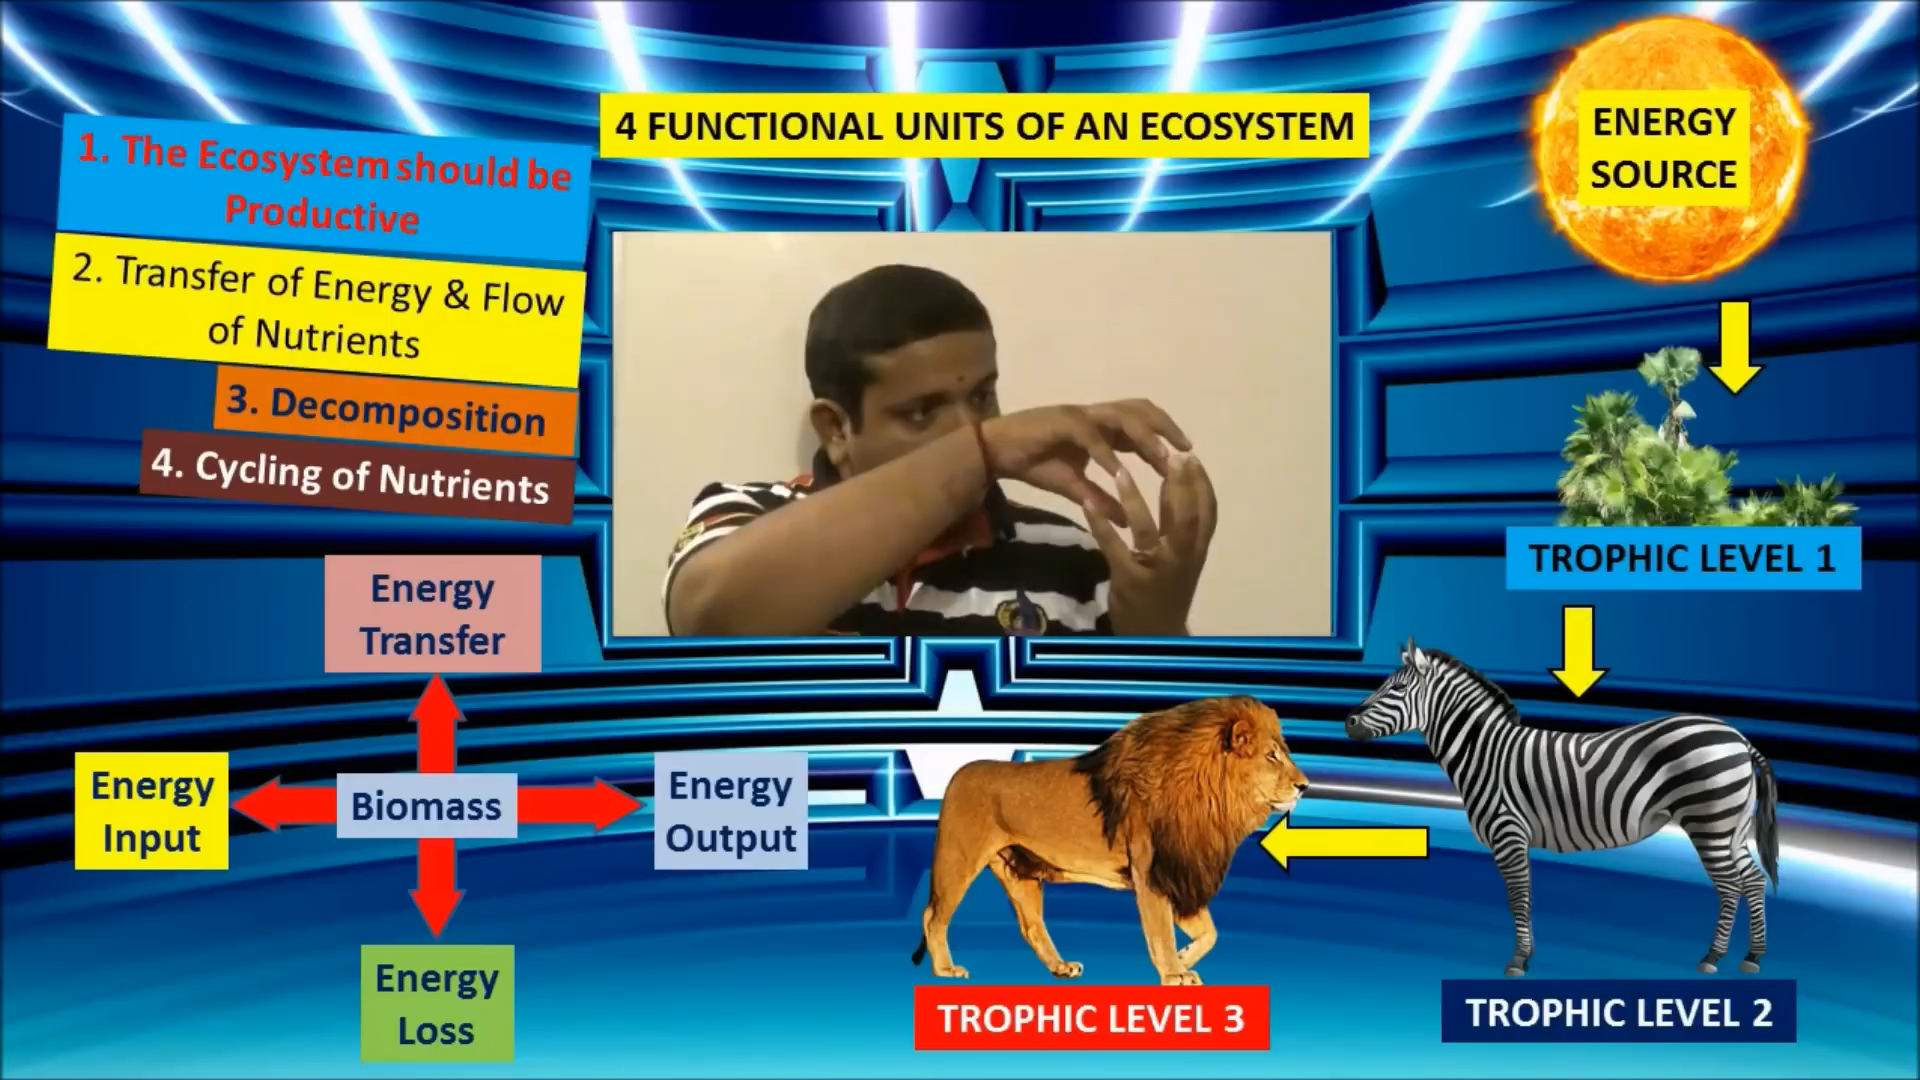 4 FUNCTIONAL UNITS OF AN ECOSYSTEM
ENERGY
SOURCE
1. The Ecosystem should be
Productive
2. Transfer of Energy & Flow
of Nutrients
3. Decomposition
4. Cycling of Nutrients
TROPHIC LEVEL 1
Energy
Transfer
Energy
Input
Biomass
Energy
Output
Energy
Loss
TROPHIC LEVEL 3
TROPHIC LEVEL 2